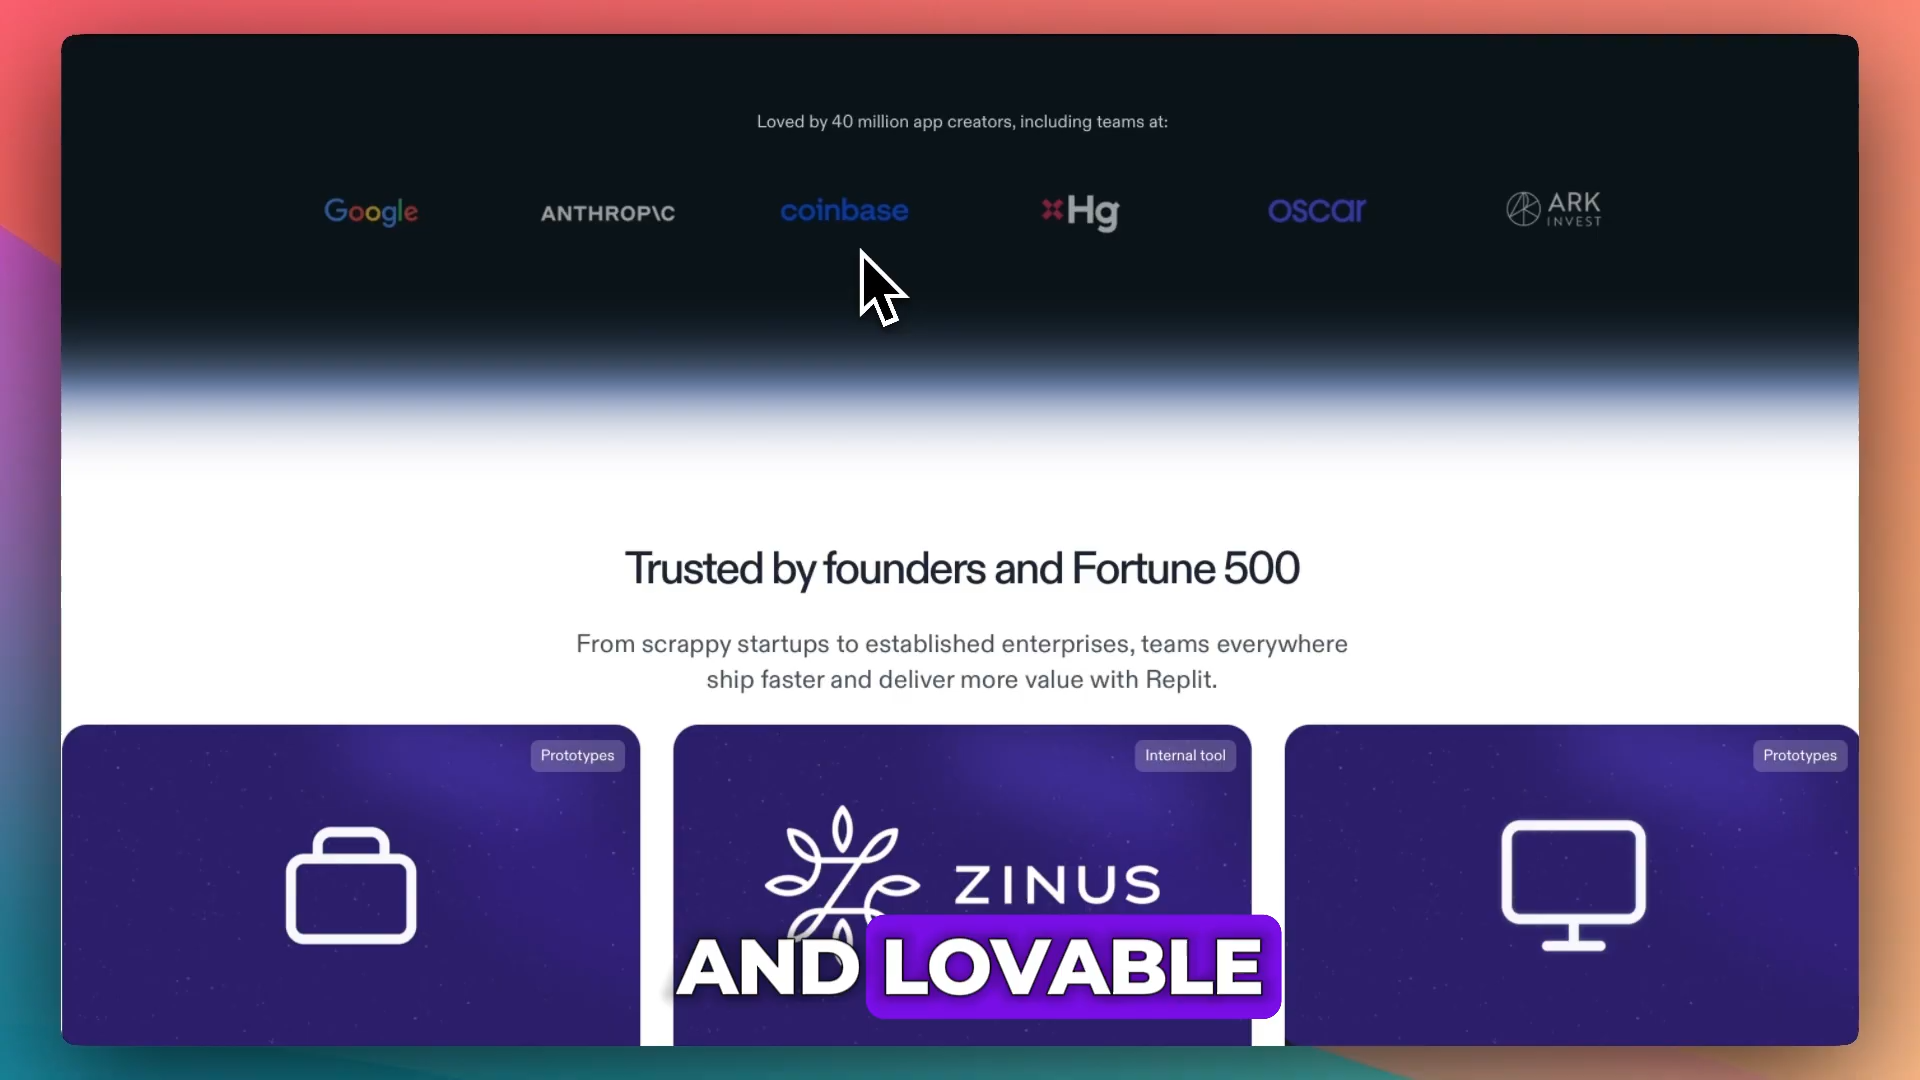 Loved by 40 million app creators, including teams at:
Google ANTHROP\C coinbase Hg oscar ARK INVEST
Trusted by founders and Fortune 500
From scrappy startups to established enterprises, teams everywhere
ship faster and deliver more value with Replit.
Prototypes
Internal tool
Prototypes
ZINUS
AND LOVABLE